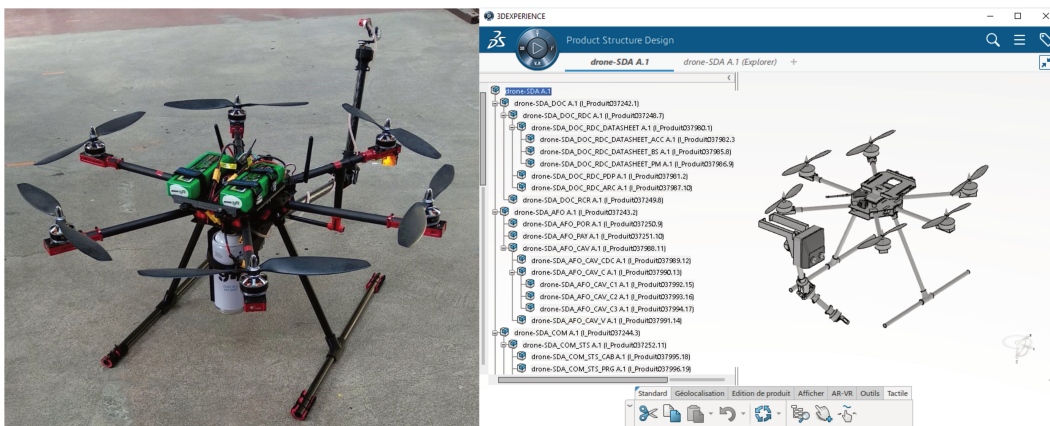 3DEXPERIENCE
Product Structure Design
drone-SDA A.1
drone-SDA A.1 (Explorer)
drone-SDA A.1
drone-SDA_DOC A.1 (I_Produit037242.1)
drone-SDA_DOC_RDC A.1 (I_Produit037248.7)
drone-SDA_DOC_RDC_DATASHEET A.1 (I_Produit037980.1)
drone-SDA_DOC_RDC_DATASHEET_ACC A.1 (I_Produit037982.3
drone-SDA_DOC_RDC_DATASHEET_BS A.1 (I_Produit037985.8)
drone-SDA_DOC_RDC_DATASHEET_PM A.1 (I_Produit037986.9)
drone-SDA_DOC_RDC_PDP A.1 (I_Produit037981.2)
drone-SDA_DOC_RDC_ARC A.1 (I_Produit037987.10)
drone-SDA_DOC_RCR A.1 (I_Produit037249.8)
drone-SDA_AFO A.1 (I_Produit037243.2)
drone-SDA_AFO_POR A.1 (I_Produit037250.9)
drone-SDA_AFO_PAY A.1 (I_Produit037251.10)
drone-SDA_AFO_CAV A.1 (I_Produit037988.11)
drone-SDA_AFO_CAV_CDC A.1 (I_Produit037989.12)
drone-SDA_AFO_CAV_C A.1 (I_Produit037990.13)
drone-SDA_AFO_CAV_C1 A.1 (I_Produit037992.15)
drone-SDA_AFO_CAV_C2 A.1 (I_Produit037993.16)
drone-SDA_AFO_CAV_C3 A.1 (I_Produit037994.17)
drone-SDA_AFO_CAV_V A.1 (I_Produit037991.14)
drone-SDA_COM A.1 (I_Produit037244.3)
drone-SDA_COM_STS A.1 (I_Produit037252.11)
drone-SDA_COM_STS_CAB A.1 (I_Produit037995.18)
drone-SDA_COM_STS_PRG A.1 (I_Produit037996.19)
Standard Géolocalisation Edition de produit Afficher AR-VR Outils Tactile